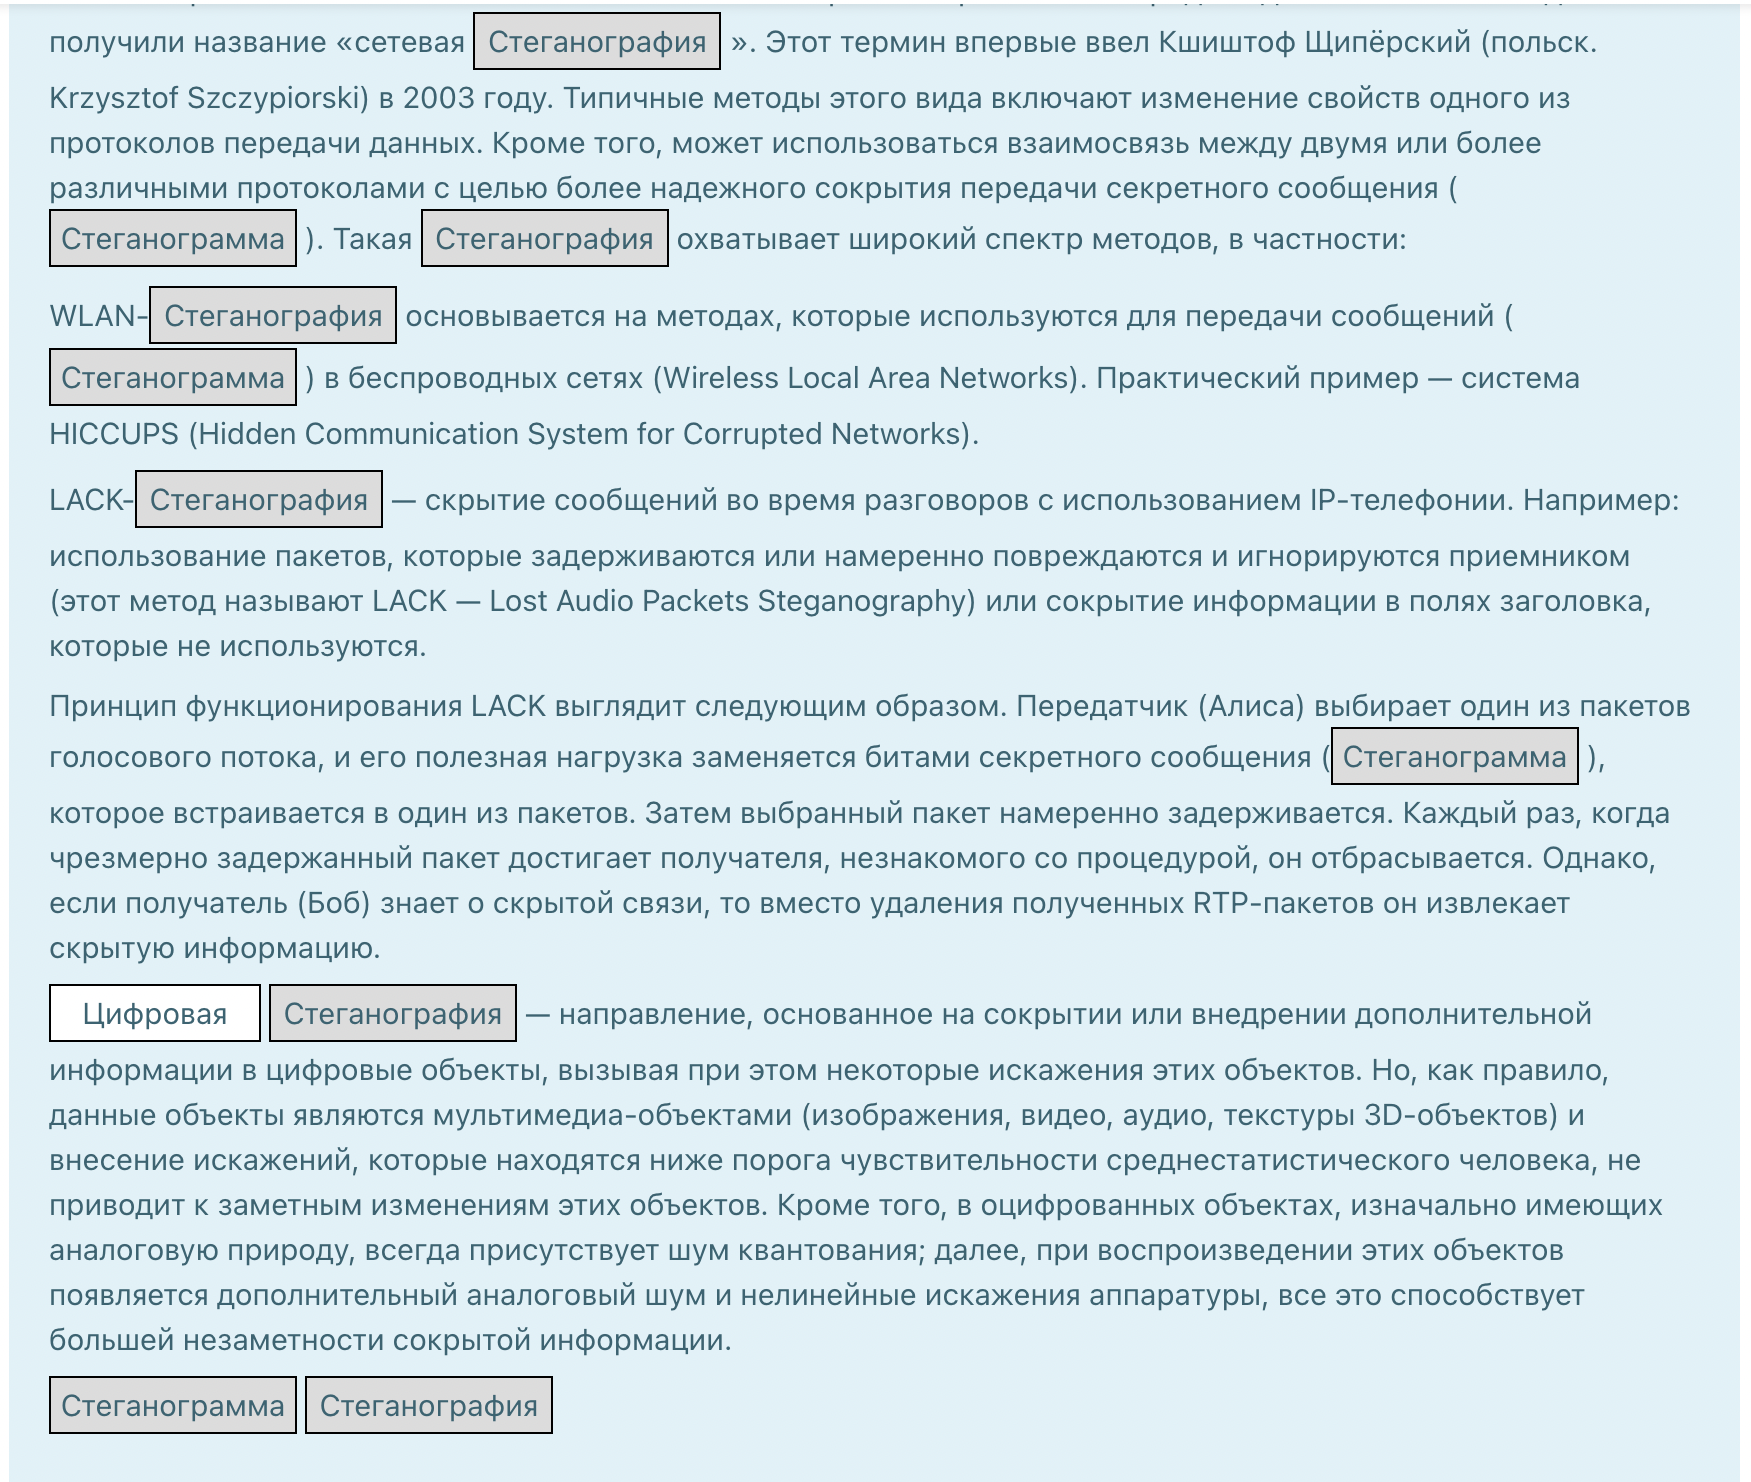 получили название «сетевая Стеганография ». Этот термин впервые ввел Кшиштоф Щипёрский (польск.
Krzysztof Szczypiorski) в 2003 году. Типичные методы этого вида включают изменение свойств одного из
протоколов передачи данных. Кроме того, может использоваться взаимосвязь между двумя или более
различными протоколами с целью более надежного сокрытия передачи секретного сообщения (
Стеганограмма ). Такая Стеганография охватывает широкий спектр методов, в частности:
WLAN-Стеганография основывается на методах, которые используются для передачи сообщений (
Стеганограмма ) в беспроводных сетях (Wireless Local Area Networks). Практический пример — система
HICCUPS (Hidden Communication System for Corrupted Networks).
LACK-Стеганография — скрытие сообщений во время разговоров с использованием IP-телефонии. Например:
использование пакетов, которые задерживаются или намеренно повреждаются и игнорируются приемником
(этот метод называют LACK — Lost Audio Packets Steganography) или сокрытие информации в полях заголовка,
которые не используются.
Принцип функционирования LACK выглядит следующим образом. Передатчик (Алиса) выбирает один из пакетов
голосового потока, и его полезная нагрузка заменяется битами секретного сообщения (Стеганограмма ),
которое встраивается в один из пакетов. Затем выбранный пакет намеренно задерживается. Каждый раз, когда
чрезмерно задержанный пакет достигает получателя, незнакомого со процедурой, он отбрасывается. Однако,
если получатель (Боб) знает о скрытой связи, то вместо удаления полученных RTP-пакетов он извлекает
скрытую информацию.
Цифровая Стеганография — направление, основанное на сокрытии или внедрении дополнительной
информации в цифровые объекты, вызывая при этом некоторые искажения этих объектов. Но, как правило,
данные объекты являются мультимедиа-объектами (изображения, видео, аудио, текстуры 3D-объектов) и
внесение искажений, которые находятся ниже порога чувствительности среднестатистического человека, не
приводит к заметным изменениям этих объектов. Кроме того, в оцифрованных объектах, изначально имеющих
аналоговую природу, всегда присутствует шум квантования; далее, при воспроизведении этих объектов
появляется дополнительный аналоговый шум и нелинейные искажения аппаратуры, все это способствует
большей незаметности сокрытой информации.
Стеганограмма Стеганография